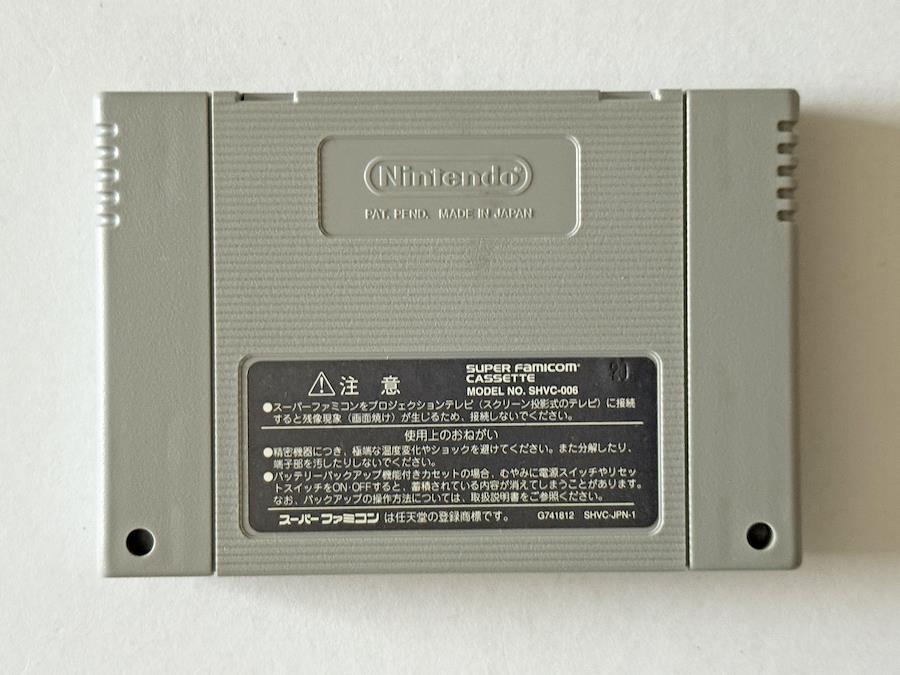 Nintendo®
PAT. PEND. MADE IN JAPAN
⚠注 意
SUPER FAMICOM®
CASSETTE
MODEL NO. SHVC-006
●スーパーファミコンをプロジェクションテレビ（スクリーン投影式のテレビ）に接続
すると残像現象（画面焼け）が生じるため、接続しないでください。
使用上のおねがい
●精密機器につき、極端な温度変化やショックを避けてください。また分解したり、
端子部を汚したりしないでください。
●バッテリーバックアップ機能付きカセットの場合、むやみに電源スイッチやリセッ
トスイッチをON・OFFすると、蓄積されている内容が消えてしまうことがあります。
なお、バックアップの操作方法については、取扱説明書をご参照ください。
スーパーファミコン は任天堂の登録商標です。 G741812 SHVC-JPN-1